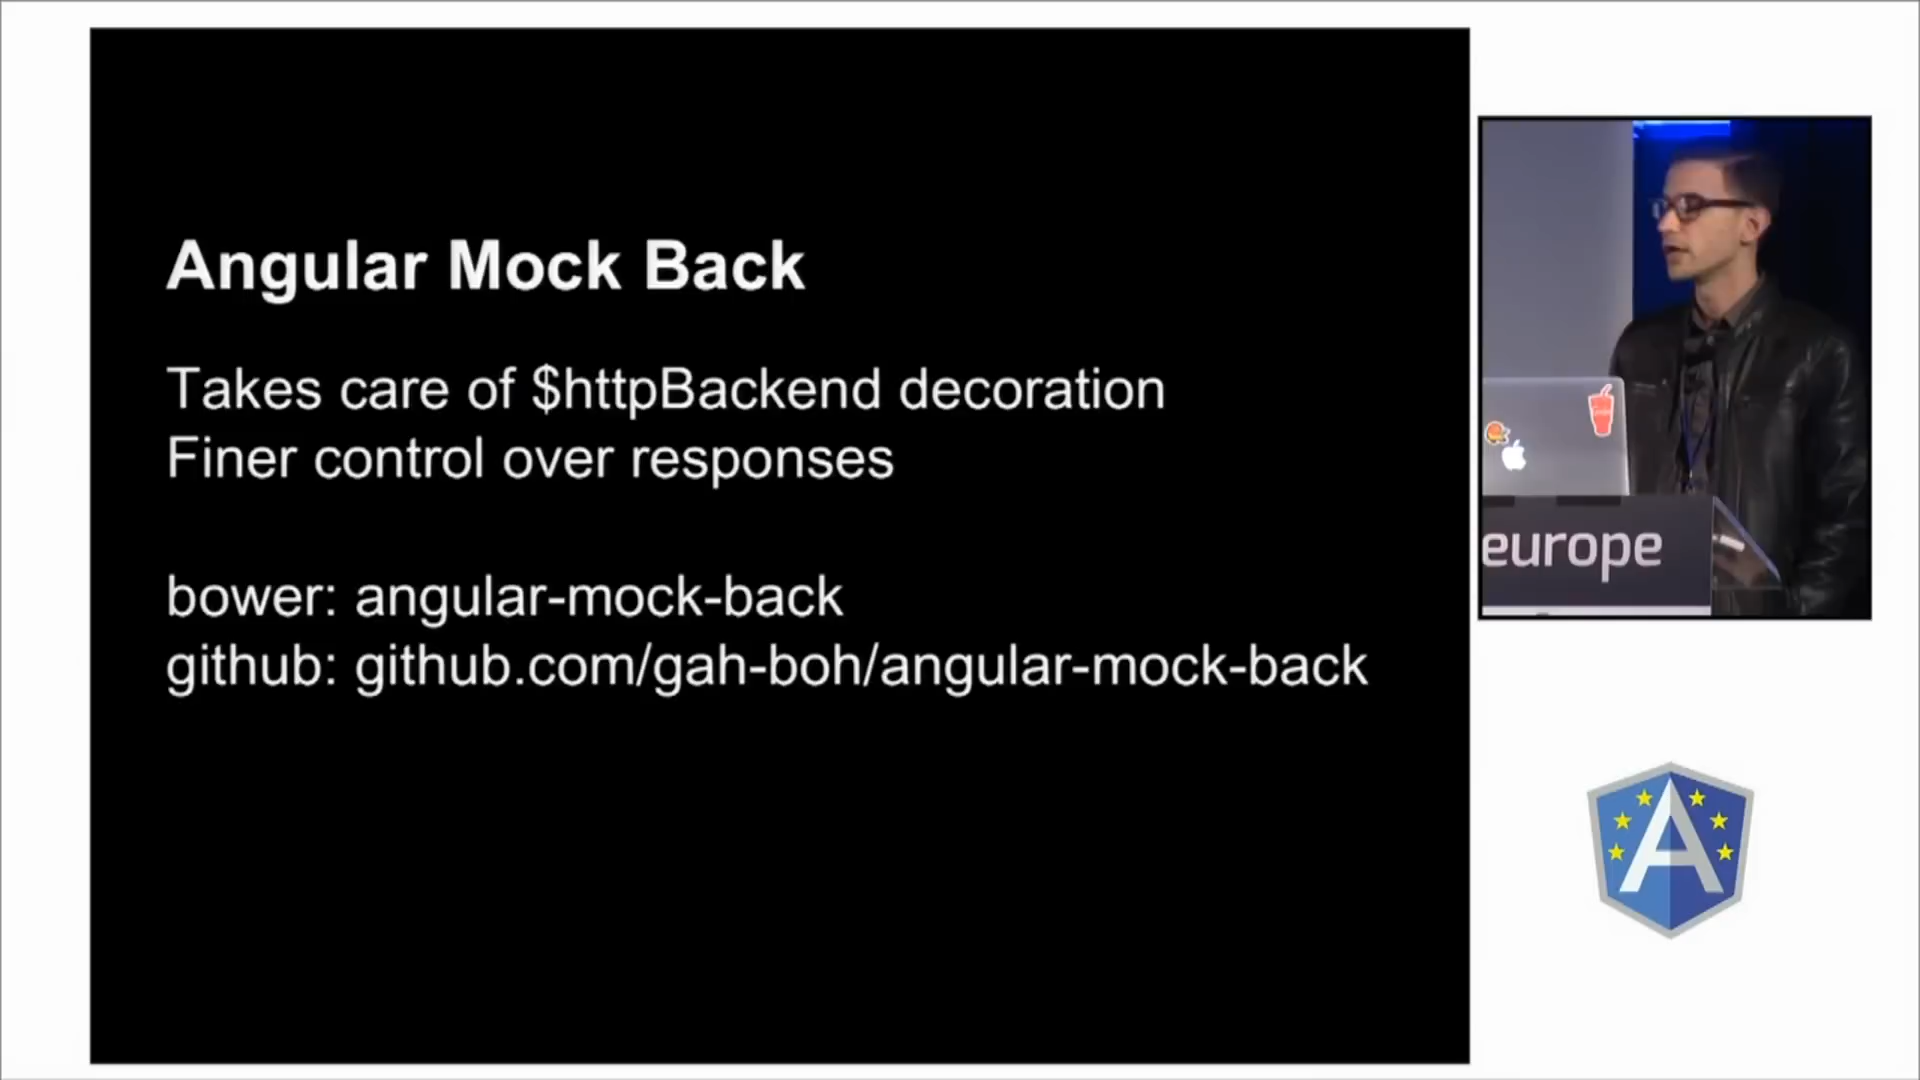 Angular Mock Back
Takes care of $httpBackend decoration
Finer control over responses
bower: angular-mock-back
github: github.com/gah-boh/angular-mock-back
europe
A